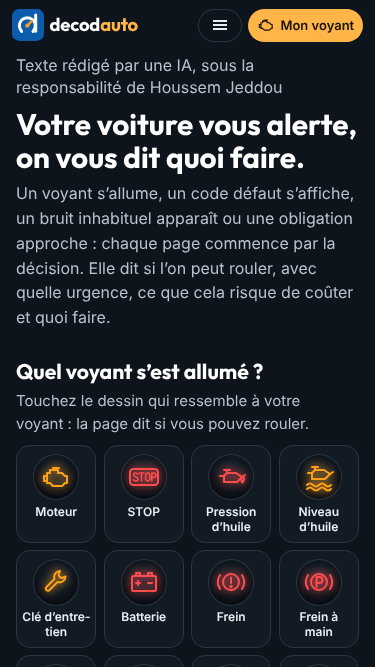 decodauto
Mon voyant
Texte rédigé par une IA, sous la
responsabilité de Houssem Jeddou
Votre voiture vous alerte,
on vous dit quoi faire.
Un voyant s’allume, un code défaut s’affiche,
un bruit inhabituel apparaît ou une obligation
approche : chaque page commence par la
décision. Elle dit si l’on peut rouler, avec
quelle urgence, ce que cela risque de coûter
et quoi faire.
Quel voyant s’est allumé ?
Touchez le dessin qui ressemble à votre
voyant : la page dit si vous pouvez rouler.
Moteur
STOP
STOP
Pression
d’huile
Niveau
d’huile
Clé d’entre-
tien
Batterie
Frein
P
Frein à
main